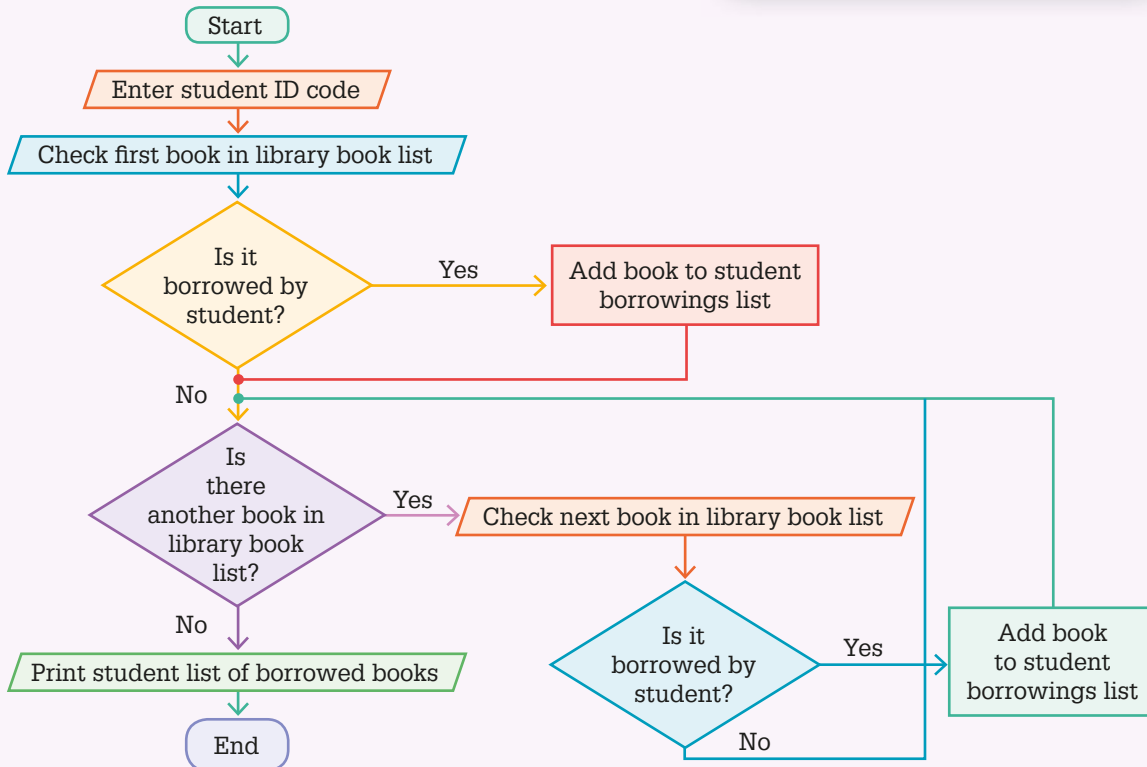 Start
Enter student ID code
Check first book in library book list
Is it
borrowed by
student?
Yes
Add book to student
borrowings list
No
Is
there
another book in
library book
list?
Yes
Check next book in library book list
Is it
borrowed by
student?
Yes
Add book
to student
borrowings list
No
No
Print student list of borrowed books
End